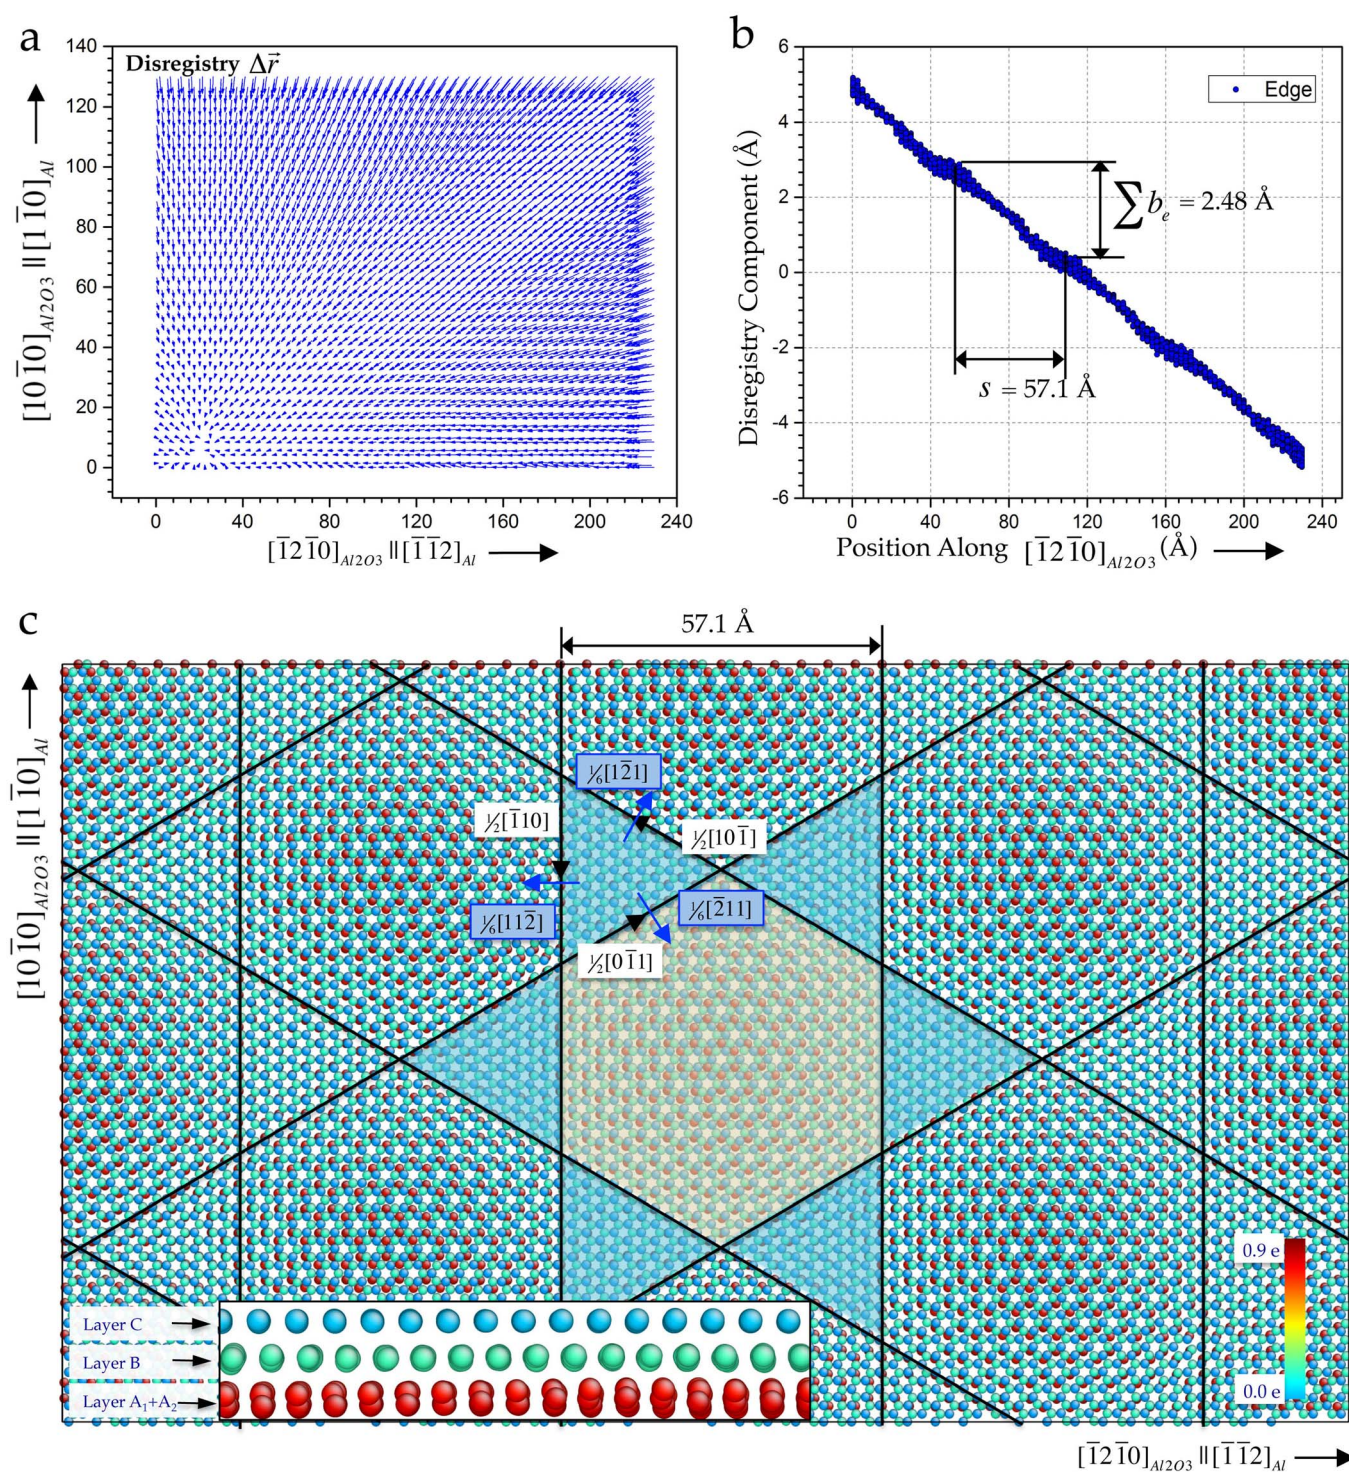 a
Disregistry Δr⃗
140
120
100
80
60
40
20
0
0 40 80 120 160 200 240
[101̅0]Al2O3 || [11̅0]Al
[1̅21̅0]Al2O3 || [1̅1̅2]Al
b
Edge
6
4
2
0
-2
-4
-6
0 40 80 120 160 200 240
Disregistry Component (Å)
∑be = 2.48 Å
s = 57.1 Å
Position Along [1̅21̅0]Al2O3 (Å)
c
57.1 Å
[101̅0]Al2O3 || [11̅0]Al
1/6[12̅1]
1/2[1̅10]
1/2[101̅]
1/6[112̅]
1/6[2̅11]
1/2[01̅1]
0.9 e
0.0 e
Layer C
Layer B
Layer A1+A2
[1̅21̅0]Al2O3 || [1̅1̅2]Al